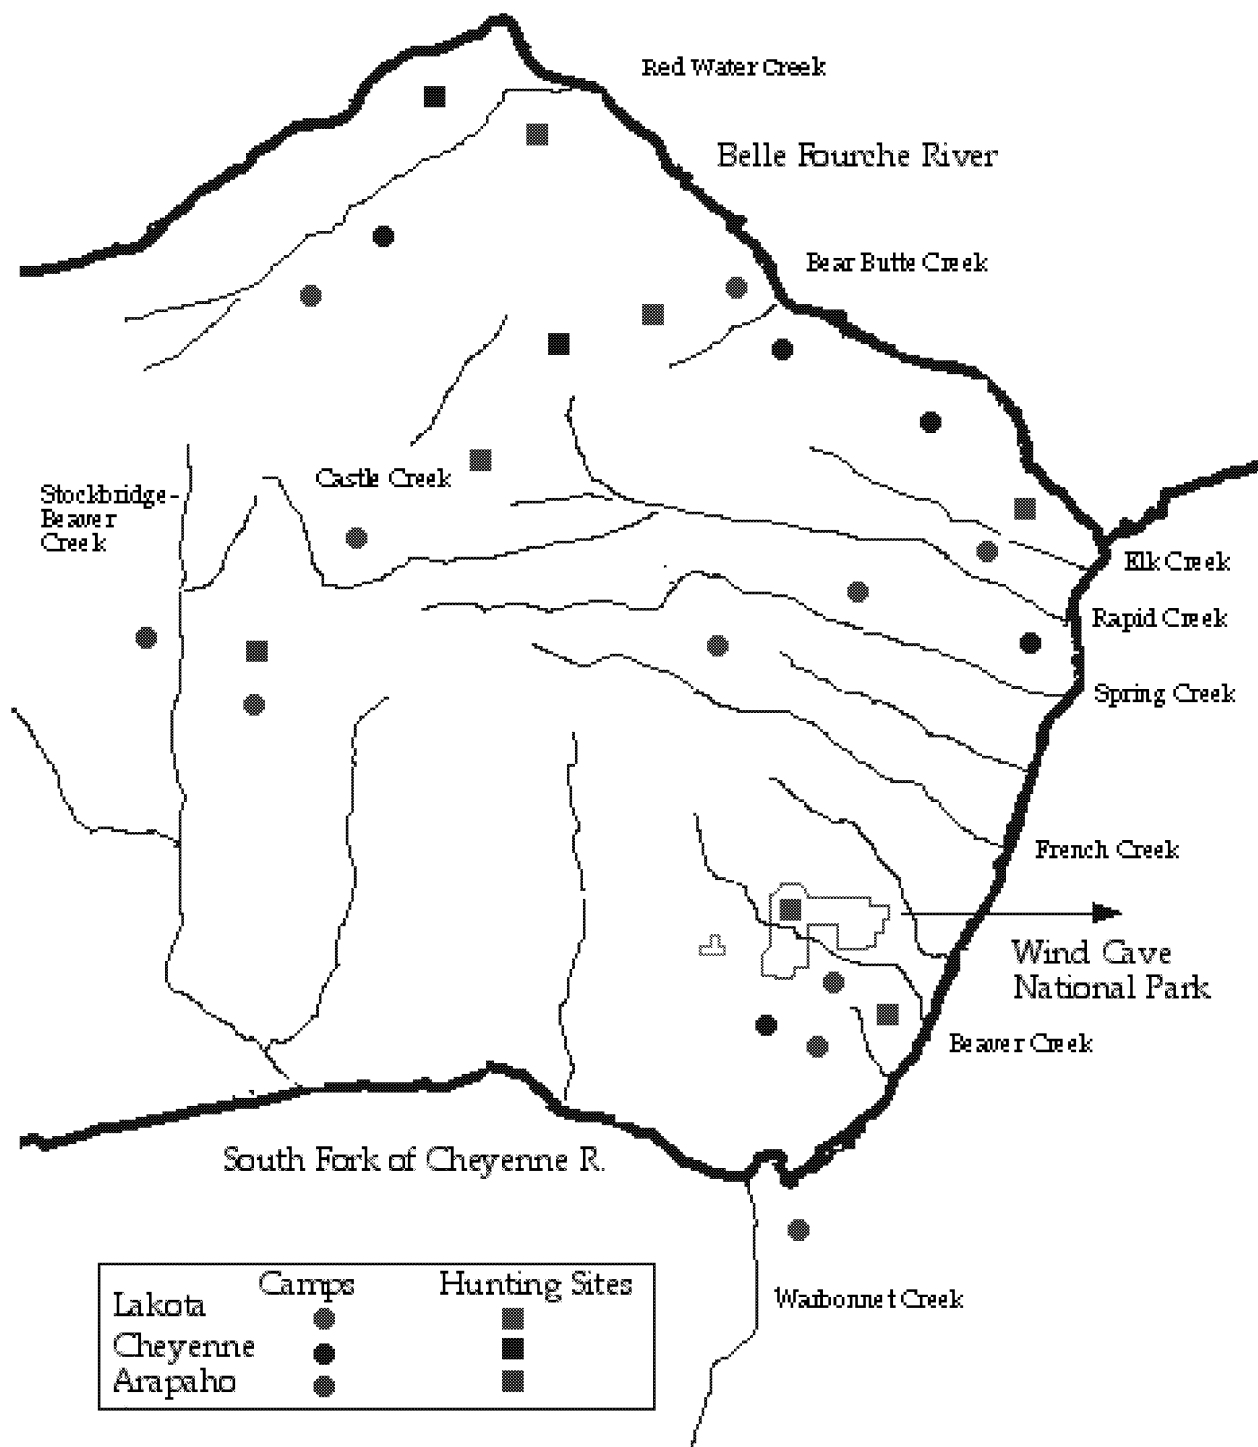 Red Water Creek
Belle Fourche River
Bear Butte Creek
Castle Creek
Stockbridge-
Beaver
Creek
Elk Creek
Rapid Creek
Spring Creek
French Creek
Wind Cave
National Park
Beaver Creek
South Fork of Cheyenne R.
Warbonnet Creek
Camps Hunting Sites
Lakota
Cheyenne
Arapaho